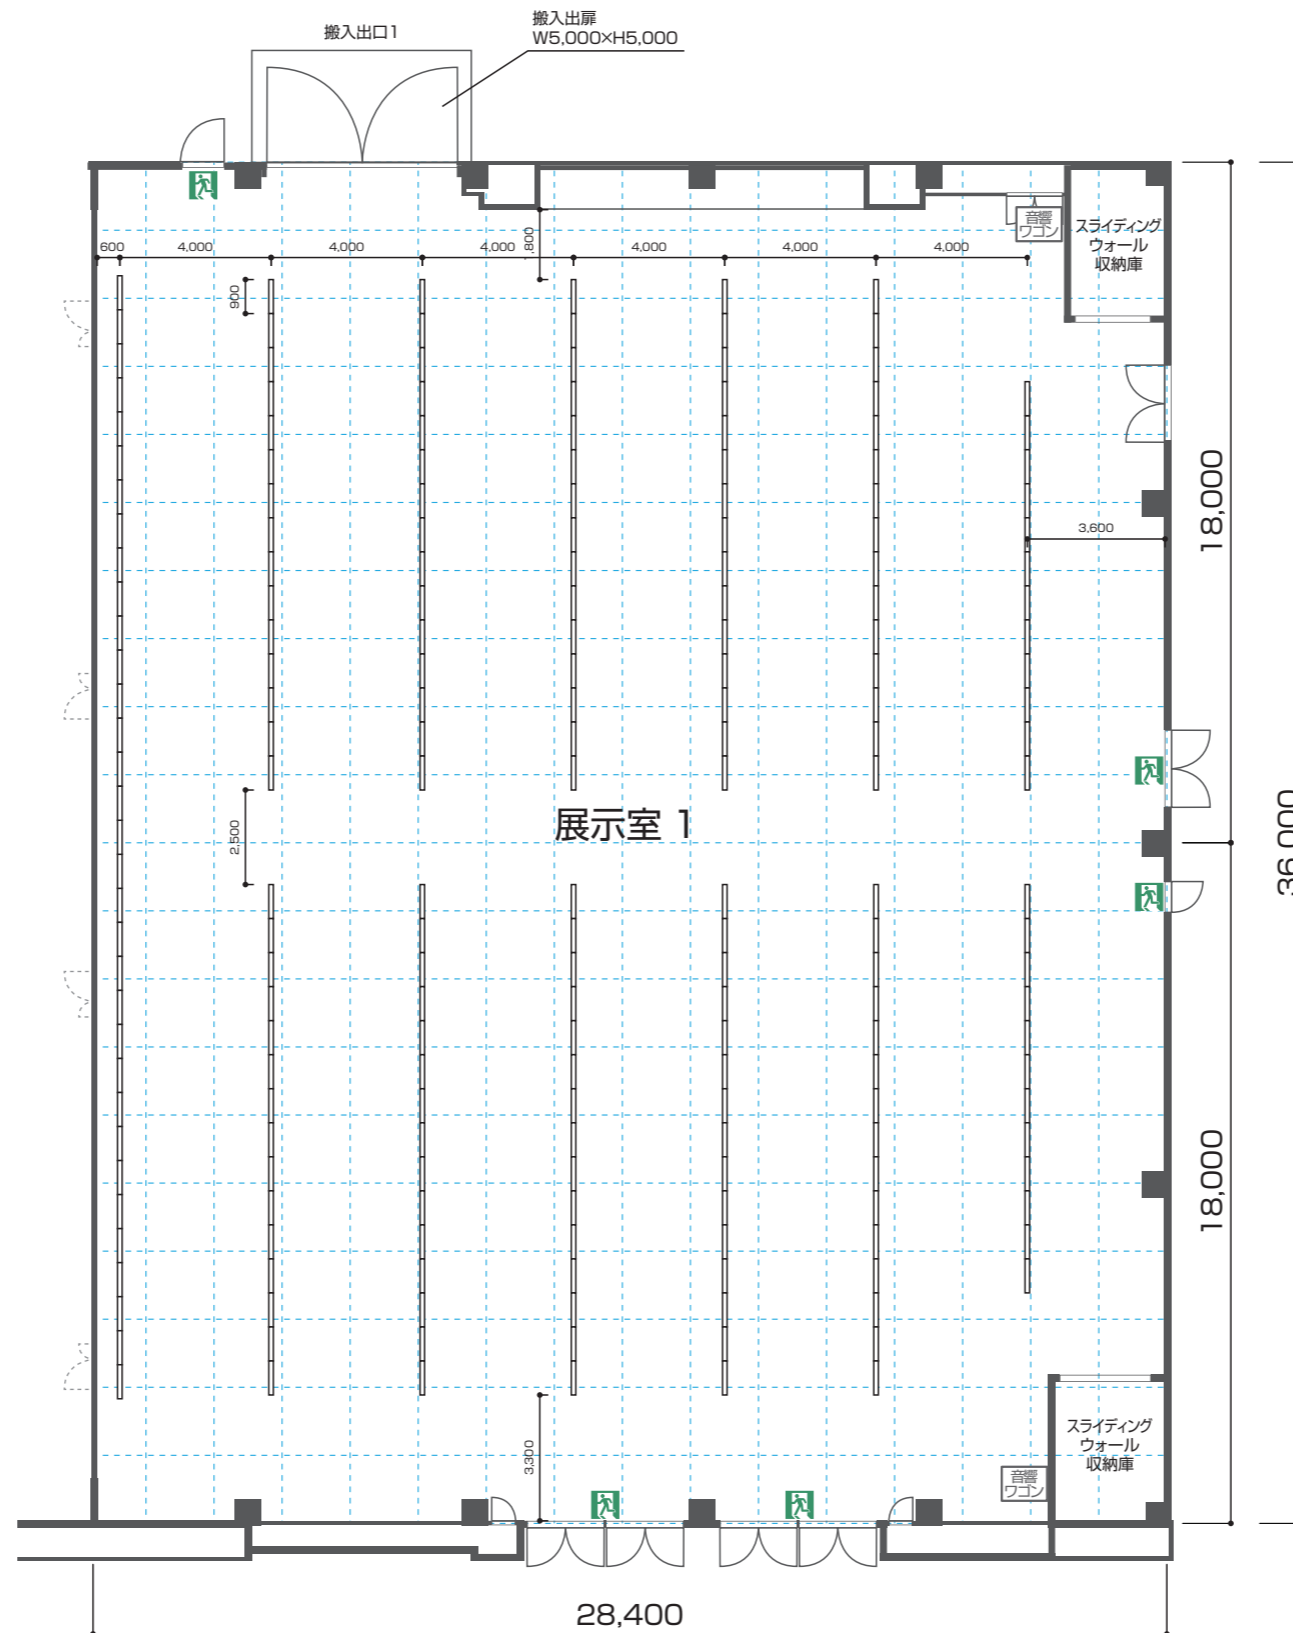 搬入出口1
搬入出扉
W5,000×H5,000
音響
ワゴン
スライディング
ウォール
収納庫
600
4,000
4,000
4,000
4,000
4,000
4,000
1,800
900
18,000
3,600
展示室 1
2,500
36,000
18,000
3,300
スライディング
ウォール
収納庫
音響
ワゴン
28,400